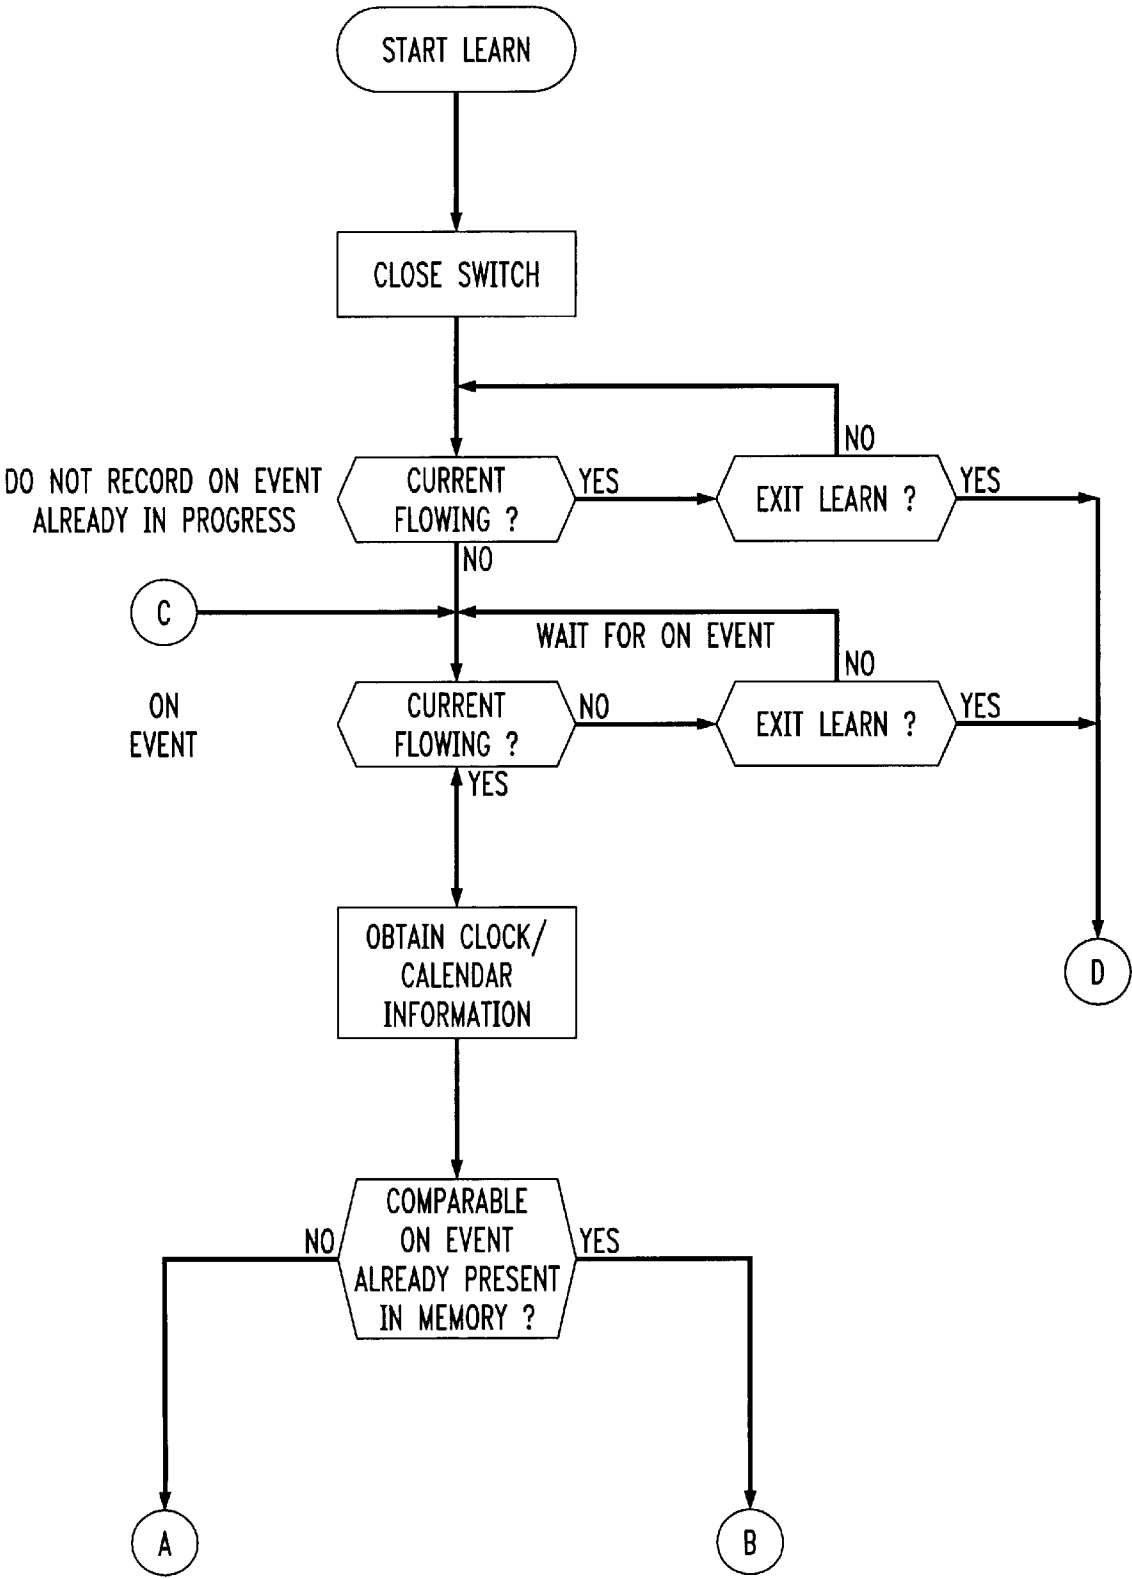 START LEARN
CLOSE SWITCH
NO
DO NOT RECORD ON EVENT
ALREADY IN PROGRESS
CURRENT
FLOWING ?
YES
EXIT LEARN ?
YES
NO
C
WAIT FOR ON EVENT
NO
ON
EVENT
CURRENT
FLOWING ?
NO
EXIT LEARN ?
YES
YES
OBTAIN CLOCK/
CALENDAR
INFORMATION
D
NO
COMPARABLE
ON EVENT
ALREADY PRESENT
IN MEMORY ?
YES
A
B